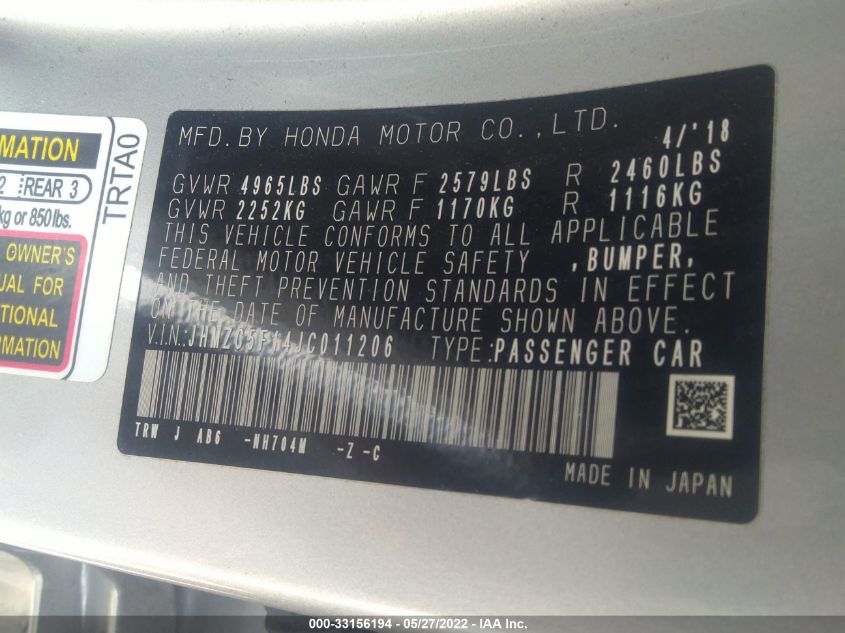 MFD.BY HONDA MOTOR CO.,LTD. 4/'18
GVWR 4965LBS GAWR F 2579LBS R 2460LBS
GVWR 2252KG GAWR F 1170KG R 1116KG
THIS VEHICLE CONFORMS TO ALL APPLICABLE
FEDERAL MOTOR VEHICLE SAFETY ,BUMPER,
AND THEFT PREVENTION STANDARDS IN EFFECT
ON THE DATE OF MANUFACTURE SHOWN ABOVE.
V.I.N.: TYPE:PASSENGER CAR
TRW J AB6 -NH704M -Z -C
MADE IN JAPAN
MATION
2 REAR 3
kg or 850 lbs.
OWNER'S
UAL FOR
TIONAL
RMATION
TRTA0
000-33156194 - 05/27/2022 - IAA Inc.